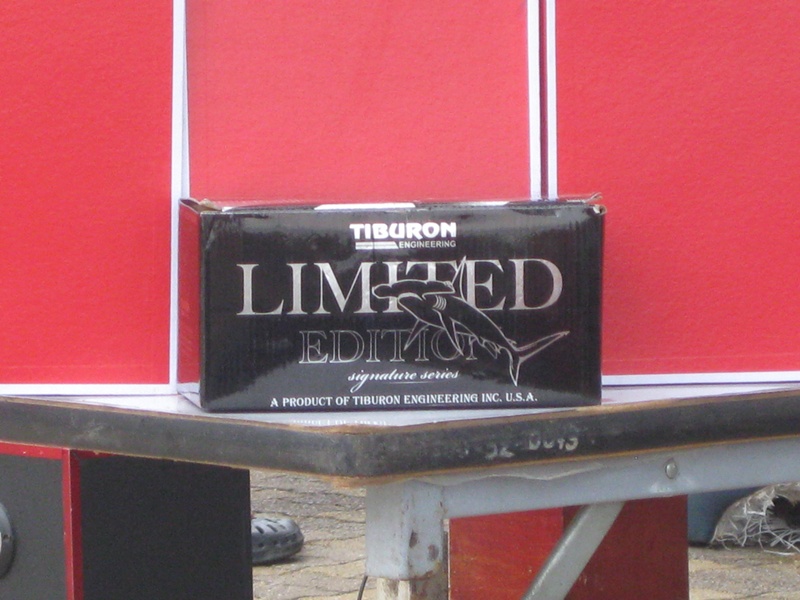 TIBURON
ENGINEERING
LIMITED
EDITION
signature series
A PRODUCT OF TIBURON ENGINEERING INC. U.S.A.